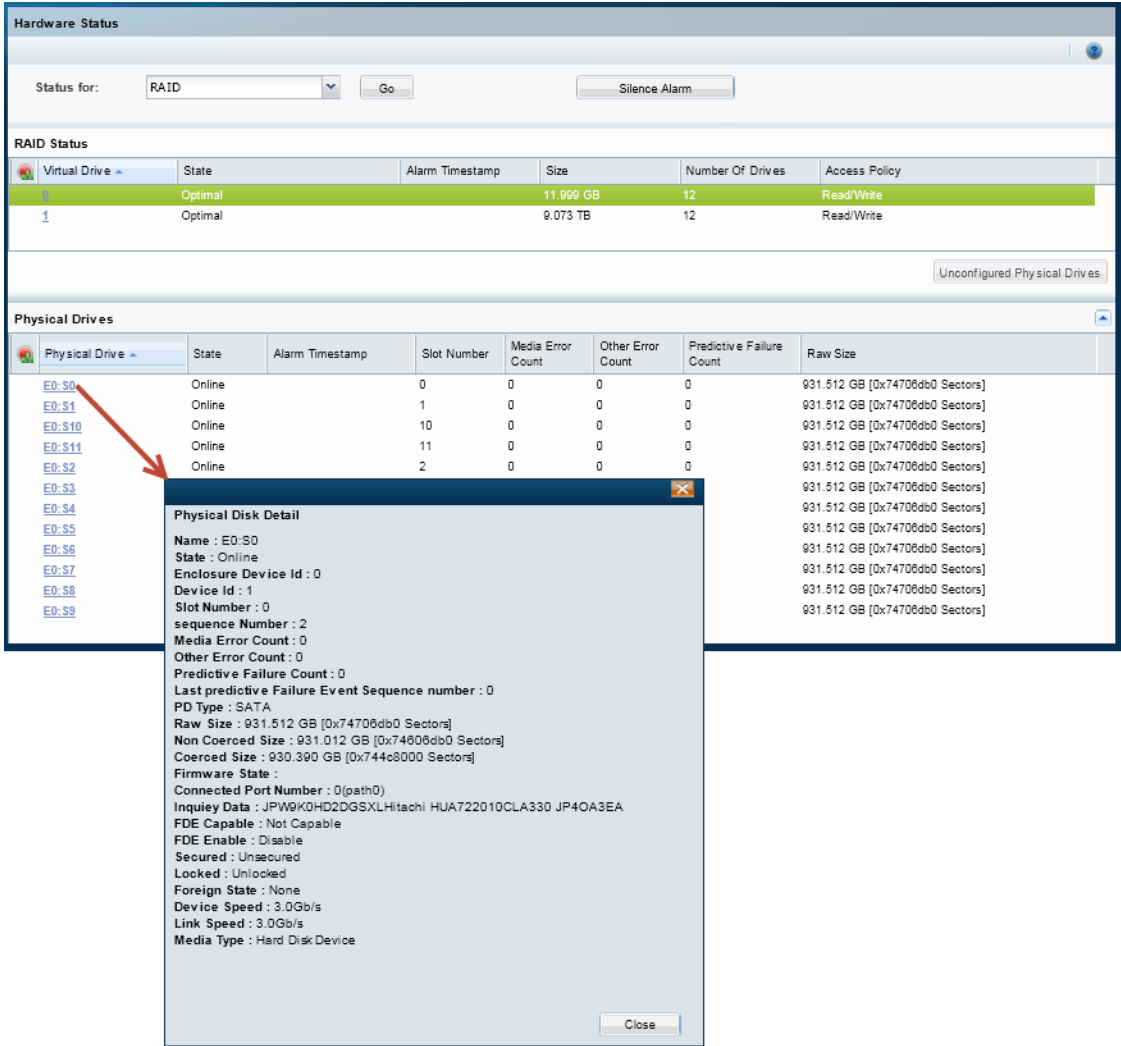 Hardware Status
?
Status for: RAID Go Silence Alarm
RAID Status
Virtual Drive State Alarm Timestamp Size Number Of Drives Access Policy
0 Optimal 11.999 GB 12 Read/Write
1 Optimal 9.073 TB 12 Read/Write
Unconfigured Physical Drives
Physical Drives
Physical Drive State Alarm Timestamp Slot Number Media Error Count Other Error Count Predictive Failure Count Raw Size
E0:S0 Online 0 0 0 0 931.512 GB [0x74706db0 Sectors]
E0:S1 Online 1 0 0 0 931.512 GB [0x74706db0 Sectors]
E0:S10 Online 10 0 0 0 931.512 GB [0x74706db0 Sectors]
E0:S11 Online 11 0 0 0 931.512 GB [0x74706db0 Sectors]
E0:S2 Online 2 0 0 0 931.512 GB [0x74706db0 Sectors]
E0:S3 931.512 GB [0x74706db0 Sectors]
E0:S4 931.512 GB [0x74706db0 Sectors]
E0:S5 931.512 GB [0x74706db0 Sectors]
E0:S6 931.512 GB [0x74706db0 Sectors]
E0:S7 931.512 GB [0x74706db0 Sectors]
E0:S8 931.512 GB [0x74706db0 Sectors]
E0:S9 931.512 GB [0x74706db0 Sectors]
Physical Disk Detail
Name : E0:S0
State : Online
Enclosure Device Id : 0
Device Id : 1
Slot Number : 0
sequence Number : 2
Media Error Count : 0
Other Error Count : 0
Predictive Failure Count : 0
Last predictive Failure Event Sequence number : 0
PD Type : SATA
Raw Size : 931.512 GB [0x74706db0 Sectors]
Non Coerced Size : 931.012 GB [0x74606db0 Sectors]
Coerced Size : 930.390 GB [0x744c8000 Sectors]
Firmware State :
Connected Port Number : 0(path0)
Inquiey Data : JPW9K0HD2DGSXLHitachi HUA722010CLA330 JP4OA3EA
FDE Capable : Not Capable
FDE Enable : Disable
Secured : Unsecured
Locked : Unlocked
Foreign State : None
Device Speed : 3.0Gb/s
Link Speed : 3.0Gb/s
Media Type : Hard Disk Device
Close